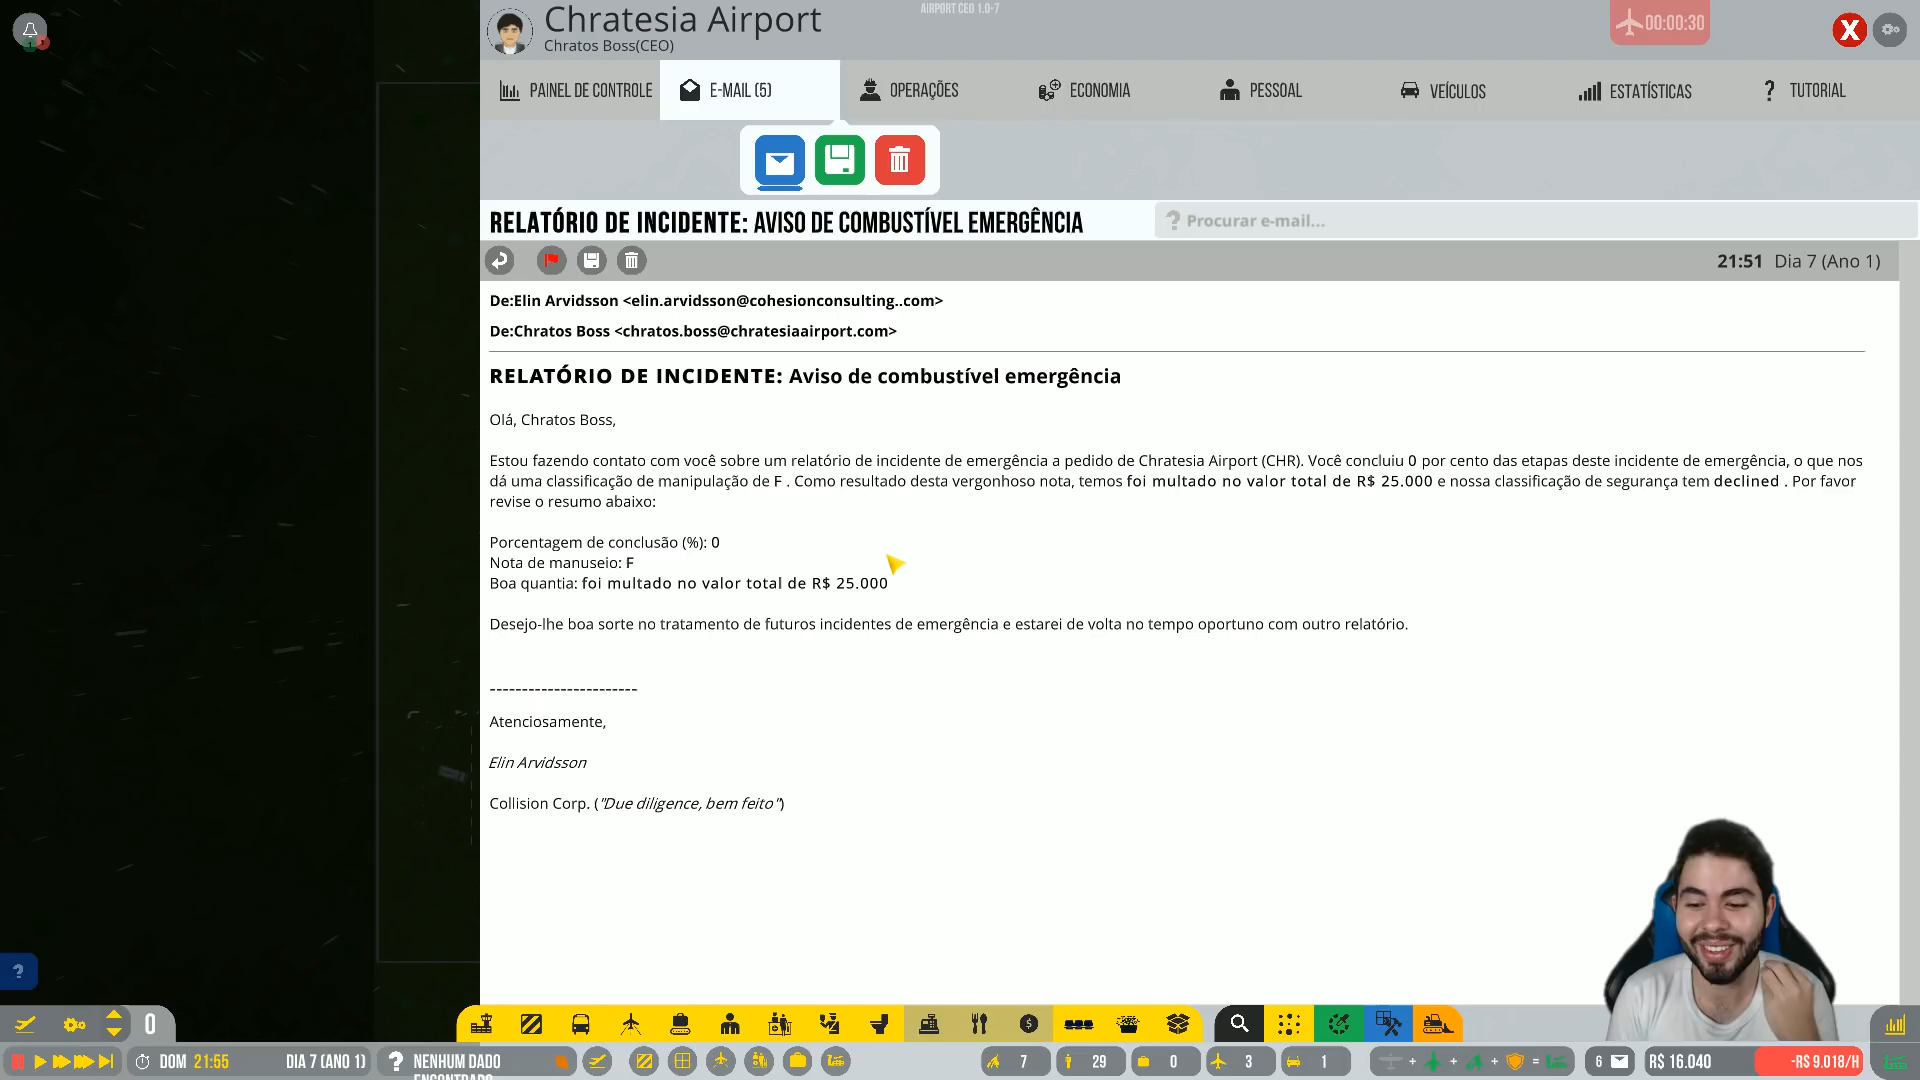 AIRPORT CEO 1.0-7
Chratesia Airport
Chratos Boss(CEO)
00:00:30
X
PAINEL DE CONTROLE
E-MAIL (5)
OPERAÇÕES
ECONOMIA
PESSOAL
VEÍCULOS
ESTATÍSTICAS
? TUTORIAL
RELATÓRIO DE INCIDENTE: AVISO DE COMBUSTÍVEL EMERGÊNCIA
? Procurar e-mail...
21:51 Dia 7 (Ano 1)
De:Elin Arvidsson <elin.arvidsson@cohesionconsulting..com>
De:Chratos Boss <chratos.boss@chratesiaairport.com>
RELATÓRIO DE INCIDENTE: Aviso de combustível emergência
Olá, Chratos Boss,
Estou fazendo contato com você sobre um relatório de incidente de emergência a pedido de Chratesia Airport (CHR). Você concluiu 0 por cento das etapas deste incidente de emergência, o que nos
dá uma classificação de manipulação de F . Como resultado desta vergonhoso nota, temos foi multado no valor total de R$ 25.000 e nossa classificação de segurança tem declined . Por favor
revise o resumo abaixo:
Porcentagem de conclusão (%): 0
Nota de manuseio: F
Boa quantia: foi multado no valor total de R$ 25.000
Desejo-lhe boa sorte no tratamento de futuros incidentes de emergência e estarei de volta no tempo oportuno com outro relatório.
------------------------
Atenciosamente,
Elin Arvidsson
Collision Corp. ("Due diligence, bem feito")
?
0
DOM 21:55 DIA 7 (ANO 1)
? NENHUM DADO
ENCONTRADO
7
29
0
3
1
+ + + =
6
R$ 16.040
-R$ 9.018/H